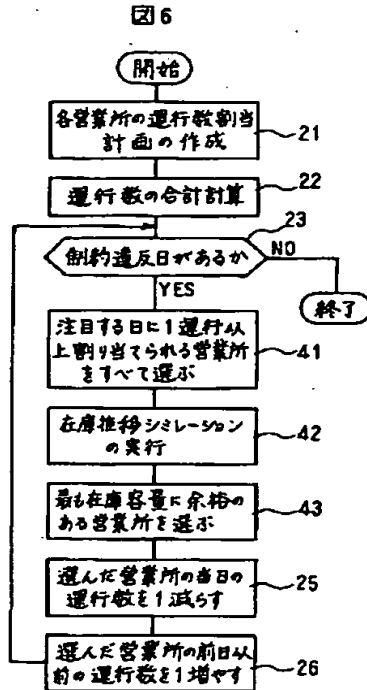 図6
開始
各営業所の運行数割当
計画の作成
21
運行数の合計計算
22
23
制約違反日があるか
NO
YES
終了
注目する日に1運行以
上割り当てられる営業所
をすべて選ぶ
41
在庫推移シミレーション
の実行
42
最も在庫容量に余裕の
ある営業所を選ぶ
43
選んだ営業所の当日の
運行数を1減らす
25
選んだ営業所の前日以
前の運行数を1増やす
26